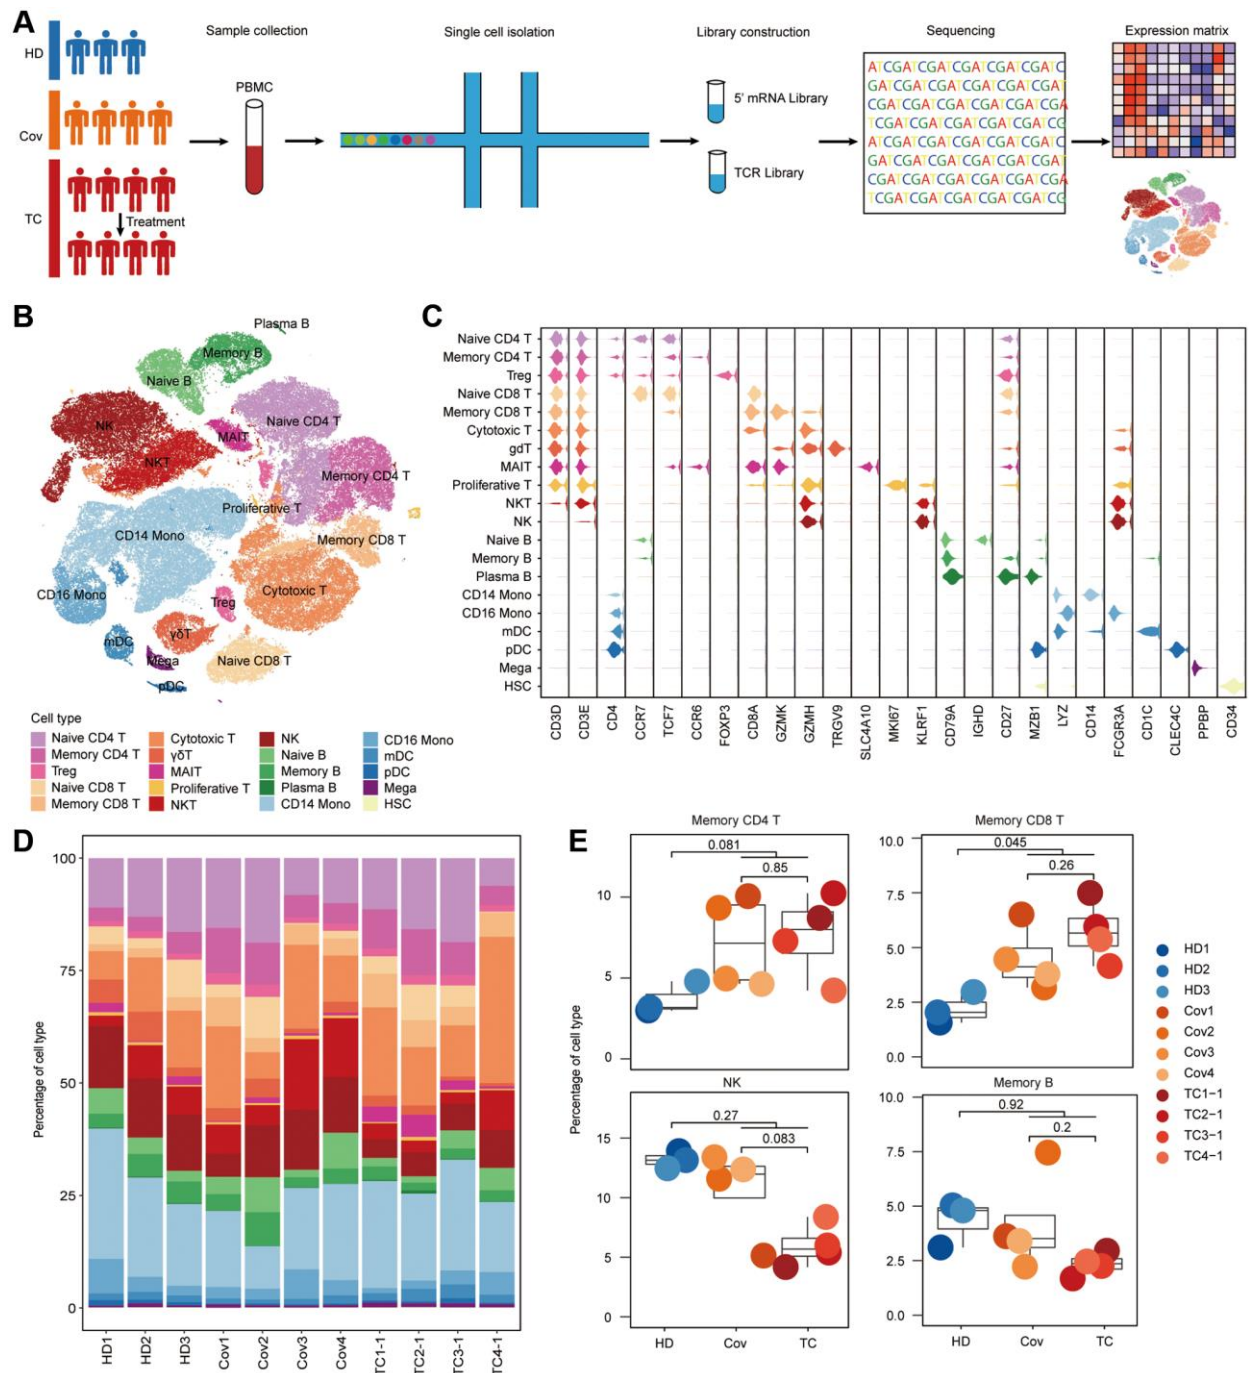 A
HD
Cov
TC
Treatment
Sample collection
PBMC
Single cell isolation
Library construction
5' mRNA Library
TCR Library
Sequencing
ATCGATCGATCGATCGATCGATC
GATCGATCGATCGATCGATCGAT
CGATCGATCGATCGATCGATCGA
TCGATCGATCGATCGATCGATCG
ATCGATCGATCGATCGATCGATC
GATCGATCGATCGATCGATCGAT
CGATCGATCGATCGATCGATCGA
TCGATCGATCGATCGATCGATCG
Expression matrix
B
Plasma B
Memory B
Naive B
NK
MAIT
Naive CD4 T
NKT
Memory CD4 T
Proliferative T
CD14 Mono
Memory CD8 T
CD16 Mono
Cytotoxic T
Treg
mDC
γδT
Mega
Naive CD8 T
pDC
Cell type
Naive CD4 T
Memory CD4 T
Treg
Naive CD8 T
Memory CD8 T
Cytotoxic T
γδT
MAIT
Proliferative T
NKT
NK
Naive B
Memory B
Plasma B
CD14 Mono
CD16 Mono
mDC
pDC
Mega
HSC
C
Naive CD4 T
Memory CD4 T
Treg
Naive CD8 T
Memory CD8 T
Cytotoxic T
gdT
MAIT
Proliferative T
NKT
NK
Naive B
Memory B
Plasma B
CD14 Mono
CD16 Mono
mDC
pDC
Mega
HSC
CD3D
CD3E
CD4
CCR7
TCF7
CCR6
FOXP3
CD8A
GZMK
GZMH
TRGV9
SLC4A10
MKI67
KLRF1
CD79A
IGHD
CD27
MZB1
LYZ
CD14
FCGR3A
CD1C
CLEC4C
PPBP
CD34
D
Percentage of cell type
100
75
50
25
0
HD1
HD2
HD3
Cov1
Cov2
Cov3
Cov4
TC1-1
TC2-1
TC3-1
TC4-1
E
Percentage of cell type
Memory CD4 T
0.081
0.85
10
5
0
Memory CD8 T
0.045
0.26
10.0
7.5
5.0
2.5
0.0
NK
0.27
0.083
15
10
5
0
HD
Cov
TC
Memory B
0.92
0.2
10.0
7.5
5.0
2.5
0.0
HD
Cov
TC
HD1
HD2
HD3
Cov1
Cov2
Cov3
Cov4
TC1-1
TC2-1
TC3-1
TC4-1